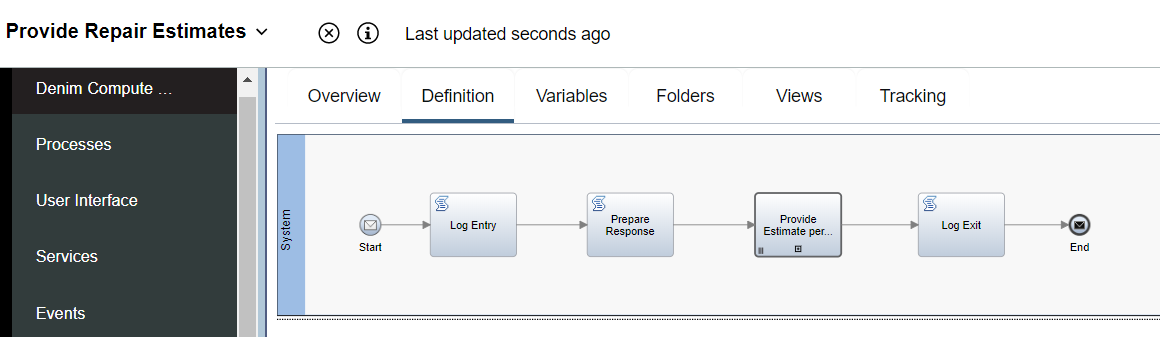 Provide Repair Estimates
Last updated seconds ago
Denim Compute ...
Processes
User Interface
Services
Events
Overview Definition Variables Folders Views Tracking
System
Start
Log Entry
Prepare
Response
Provide
Estimate per...
Log Exit
End